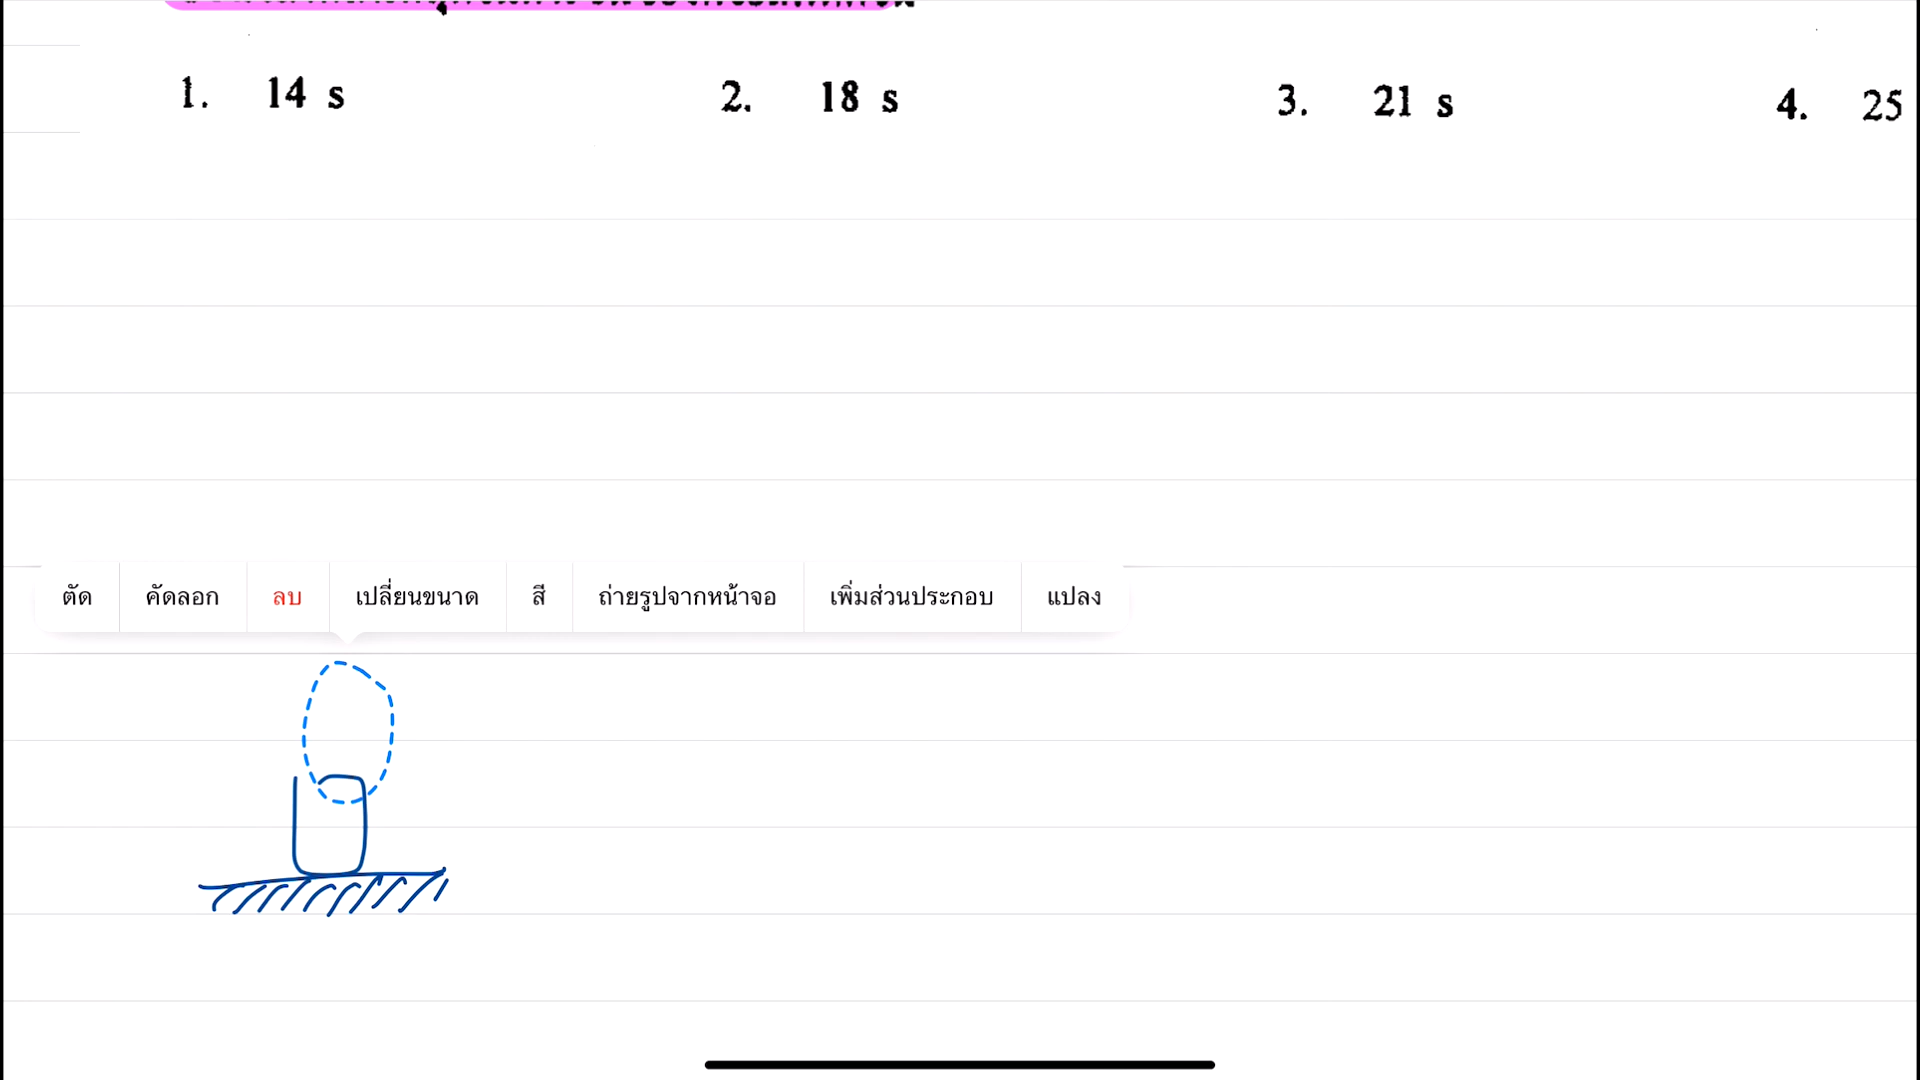 1. 14 s 2. 18 s 3. 21 s 4. 25
ตัด คัดลอก ลบ เปลี่ยนขนาด สี ถ่ายรูปจากหน้าจอ เพิ่มส่วนประกอบ แปลง